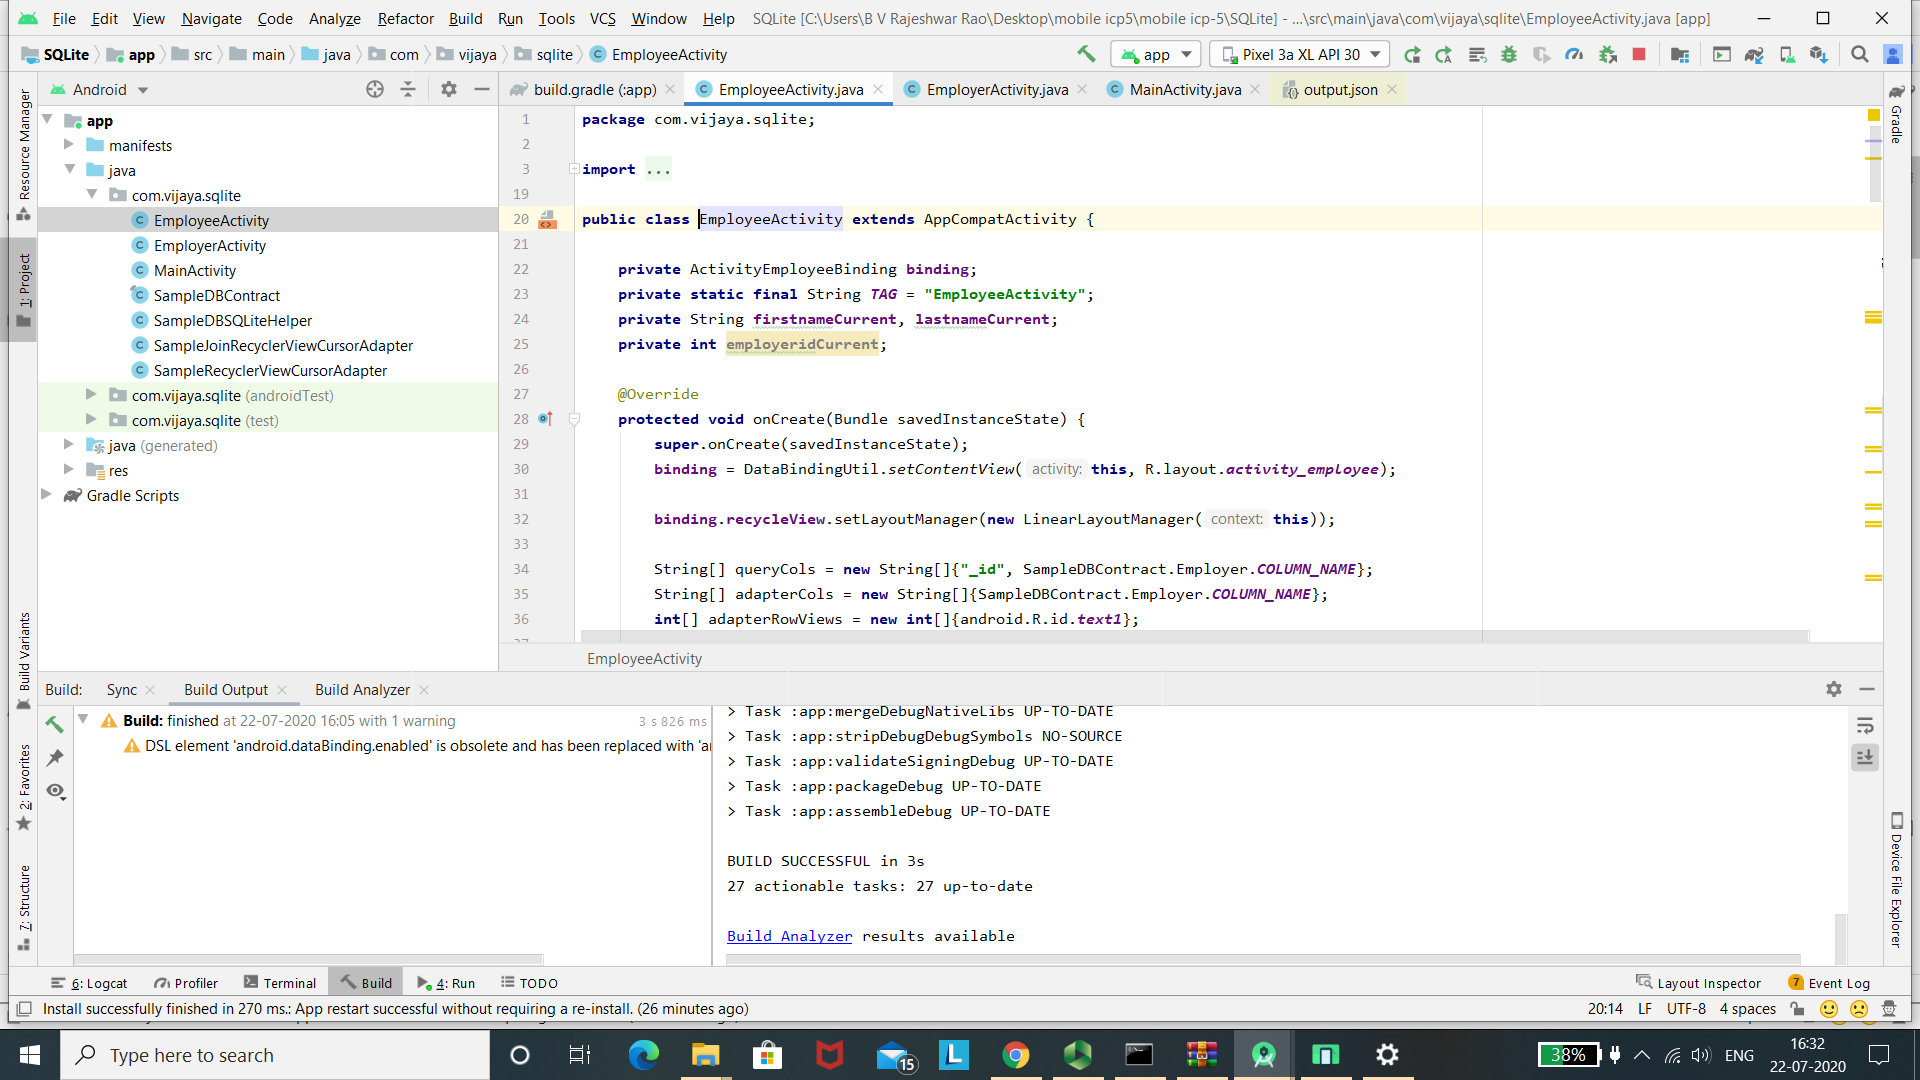 File Edit View Navigate Code Analyze Refactor Build Run Tools VCS Window Help SQLite [C:\Users\B V Rajeshwar Rao\Desktop\mobile icp5\mobile icp-5\SQLite] - ...\src\main\java\com\vijaya\sqlite\EmployeeActivity.java [app]
SQLite app src main java com vijaya sqlite EmployeeActivity app Pixel 3a XL API 30
Android
build.gradle (:app) EmployeeActivity.java EmployerActivity.java MainActivity.java output.json
Resource Manager
1: Project
Build Variants
2: Favorites
7: Structure
app
manifests
java
com.vijaya.sqlite
EmployeeActivity
EmployerActivity
MainActivity
SampleDBContract
SampleDBSQLiteHelper
SampleJoinRecyclerViewCursorAdapter
SampleRecyclerViewCursorAdapter
com.vijaya.sqlite (androidTest)
com.vijaya.sqlite (test)
java (generated)
res
Gradle Scripts
1 package com.vijaya.sqlite;
2
3 import ...
19
20 public class EmployeeActivity extends AppCompatActivity {
21
22 private ActivityEmployeeBinding binding;
23 private static final String TAG = "EmployeeActivity";
24 private String firstnameCurrent, lastnameCurrent;
25 private int employeridCurrent;
26
27 @Override
28 protected void onCreate(Bundle savedInstanceState) {
29 super.onCreate(savedInstanceState);
30 binding = DataBindingUtil.setContentView( activity: this, R.layout.activity_employee);
31
32 binding.recycleView.setLayoutManager(new LinearLayoutManager( context: this));
33
34 String[] queryCols = new String[]{"_id", SampleDBContract.Employer.COLUMN_NAME};
35 String[] adapterCols = new String[]{SampleDBContract.Employer.COLUMN_NAME};
36 int[] adapterRowViews = new int[]{android.R.id.text1};
37
EmployeeActivity
Gradle
Device File Explorer
Build: Sync Build Output Build Analyzer
Build: finished at 22-07-2020 16:05 with 1 warning 3 s 826 ms
DSL element 'android.dataBinding.enabled' is obsolete and has been replaced with 'a
> Task :app:mergeDebugNativeLibs UP-TO-DATE
> Task :app:stripDebugDebugSymbols NO-SOURCE
> Task :app:validateSigningDebug UP-TO-DATE
> Task :app:packageDebug UP-TO-DATE
> Task :app:assembleDebug UP-TO-DATE
BUILD SUCCESSFUL in 3s
27 actionable tasks: 27 up-to-date
Build Analyzer results available
6: Logcat Profiler Terminal Build 4: Run TODO Layout Inspector 7 Event Log
Install successfully finished in 270 ms.: App restart successful without requiring a re-install. (26 minutes ago) 20:14 LF UTF-8 4 spaces
Type here to search 15 L 38% ENG 16:32
22-07-2020